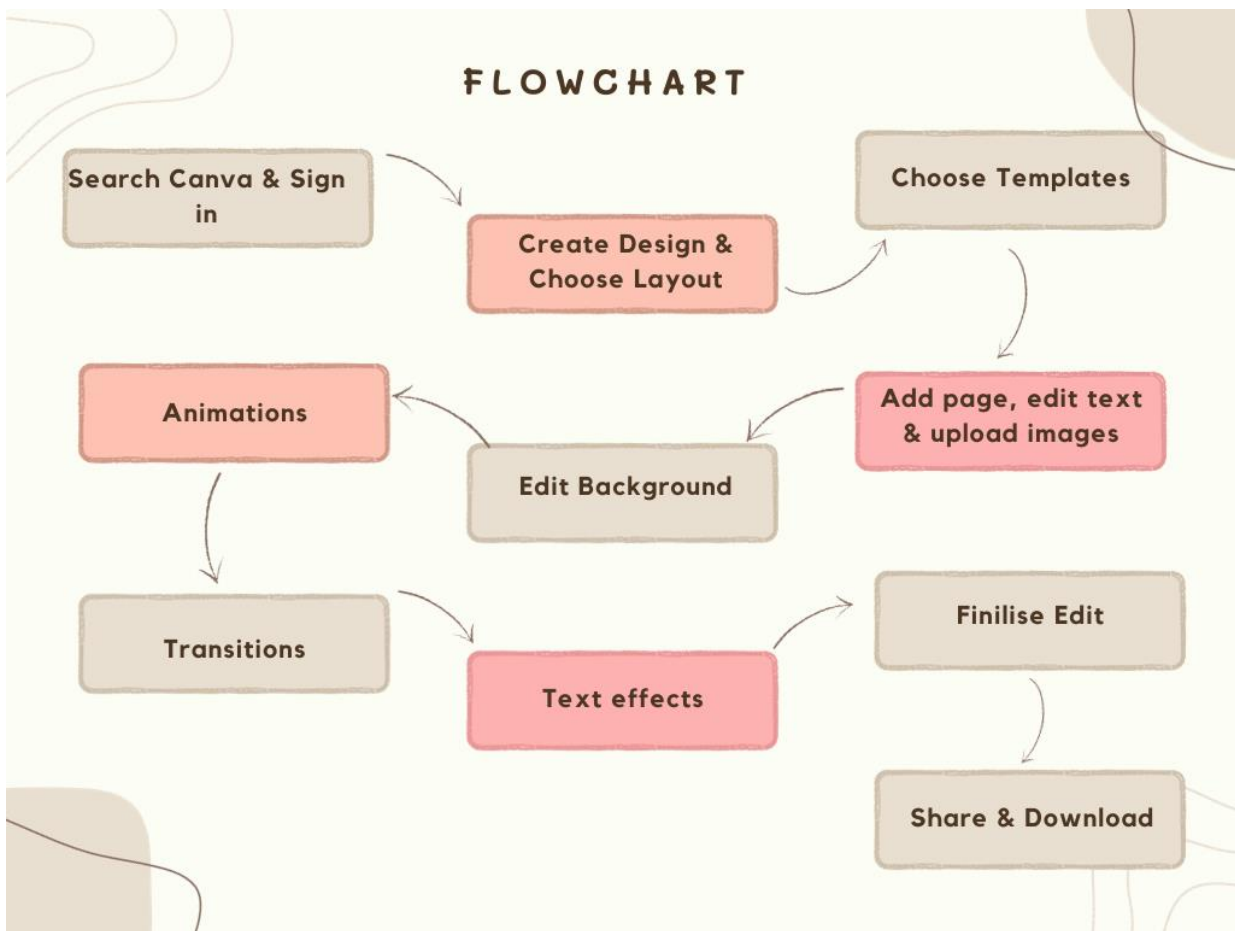 FLOWCHART
Search Canva & Sign
in
Create Design &
Choose Layout
Choose Templates
Add page, edit text
& upload images
Edit Background
Animations
Transitions
Text effects
Finilise Edit
Share & Download